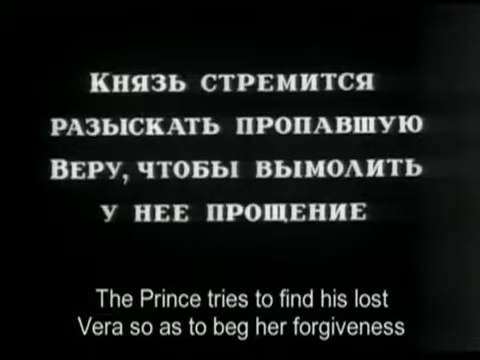 Князь стремится
разыскать пропавшую
Веру, чтобы вымолить
у нее прощение
The Prince tries to find his lost
Vera so as to beg her forgiveness